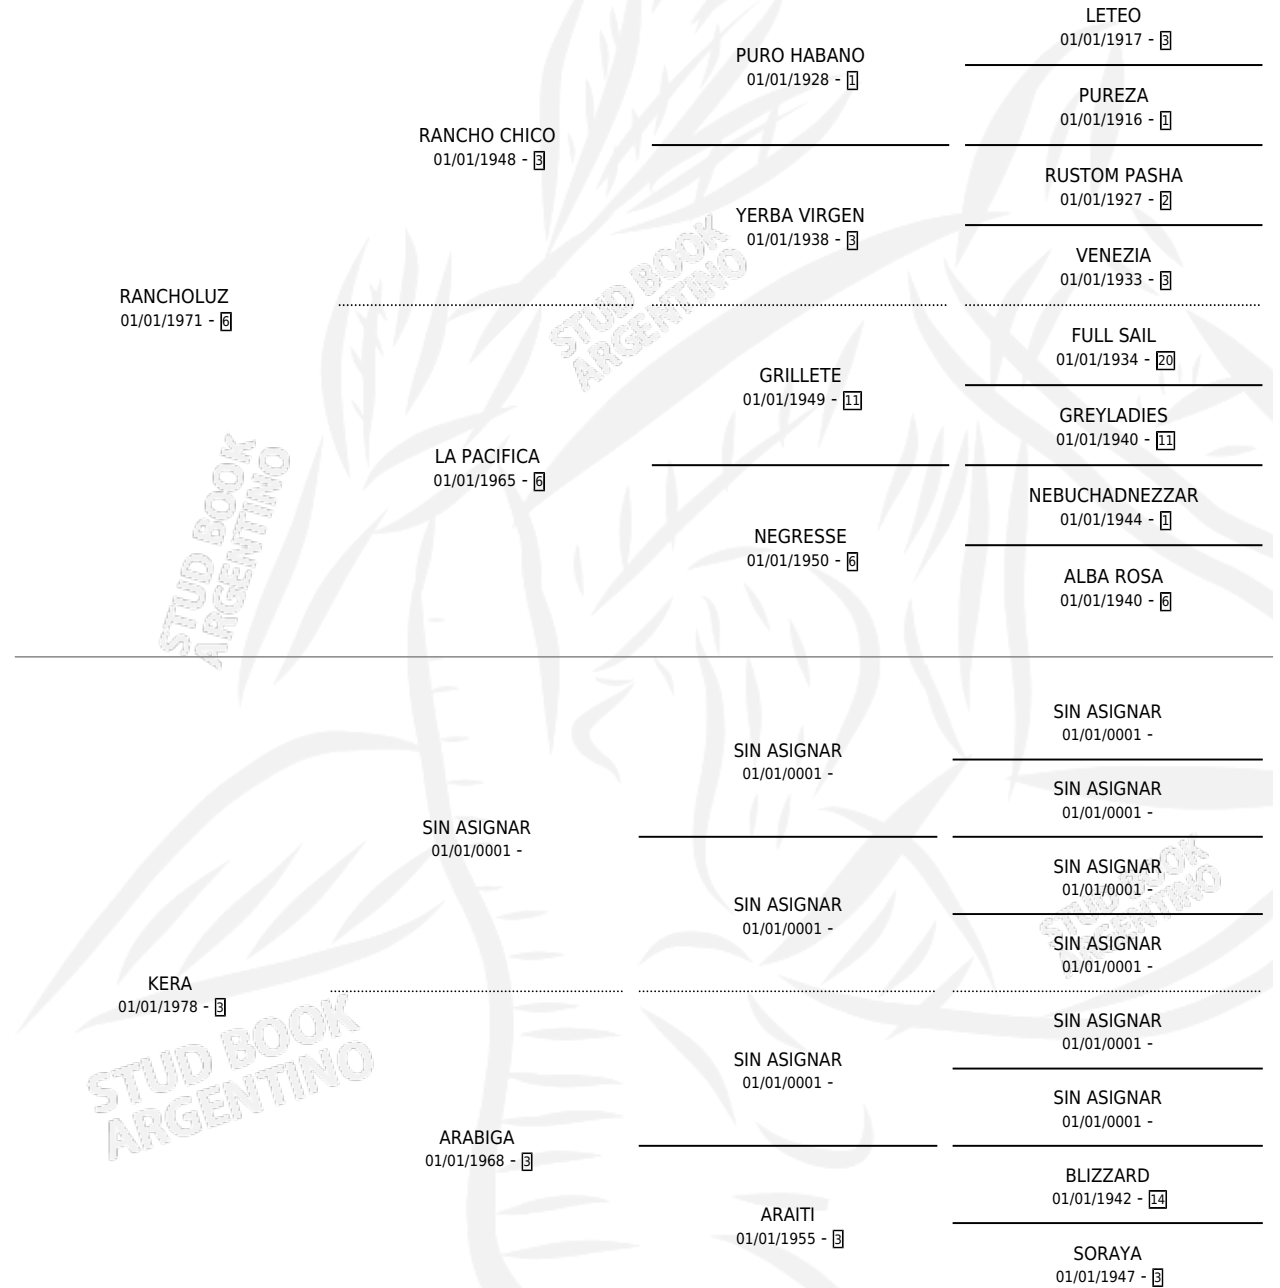 LETEO
01/01/1917 - 3
PURO HABANO
01/01/1928 - 1
PUREZA
01/01/1916 - 1
RANCHO CHICO
01/01/1948 - 3
RUSTOM PASHA
01/01/1927 - 2
YERBA VIRGEN
01/01/1938 - 3
VENEZIA
01/01/1933 - 3
RANCHOLUZ
01/01/1971 - 6
FULL SAIL
01/01/1934 - 20
GRILLETE
01/01/1949 - 11
GREYLADIES
01/01/1940 - 11
LA PACIFICA
01/01/1965 - 6
NEBUCHADNEZZAR
01/01/1944 - 1
NEGRESSE
01/01/1950 - 6
ALBA ROSA
01/01/1940 - 6
SIN ASIGNAR
01/01/0001 -
SIN ASIGNAR
01/01/0001 -
SIN ASIGNAR
01/01/0001 -
SIN ASIGNAR
01/01/0001 -
SIN ASIGNAR
01/01/0001 -
SIN ASIGNAR
01/01/0001 -
SIN ASIGNAR
01/01/0001 -
KERA
01/01/1978 - 3
SIN ASIGNAR
01/01/0001 -
SIN ASIGNAR
01/01/0001 -
SIN ASIGNAR
01/01/0001 -
ARABIGA
01/01/1968 - 3
BLIZZARD
01/01/1942 - 14
ARAITI
01/01/1955 - 3
SORAYA
01/01/1947 - 3
STUD BOOK
ARGENTINO
STUD BOOK
ARGENTINO
STUD BOOK
ARGENTINO
STUD BOOK
ARGENTINO